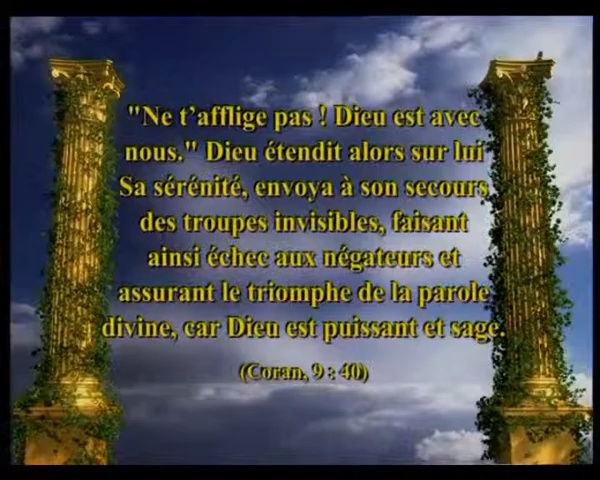 "Ne t'afflige pas ! Dieu est avec
nous." Dieu étendit alors sur lui
Sa sérénité, envoya à son secours
des troupes invisibles, faisant
ainsi échec aux négateurs et
assurant le triomphe de la parole
divine, car Dieu est puissant et sage.
(Coran, 9 : 40)